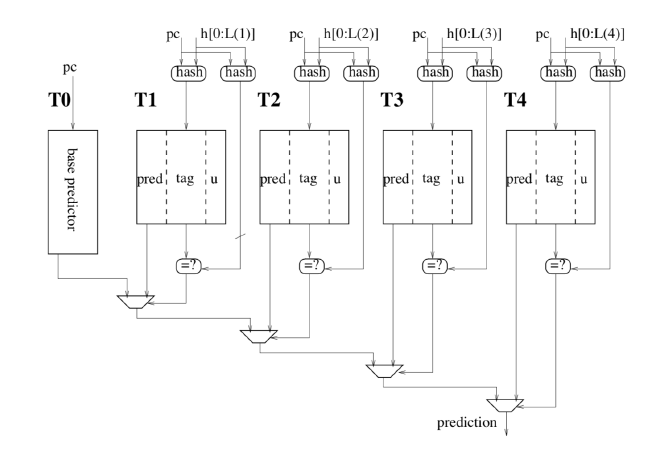 pc h[0:L(1)] pc h[0:L(2)] pc h[0:L(3)] pc h[0:L(4)]
pc hash hash hash hash hash hash hash hash
T0 T1 T2 T3 T4
base predictor
pred tag u pred tag u pred tag u pred tag u
=? =? =? =?
prediction